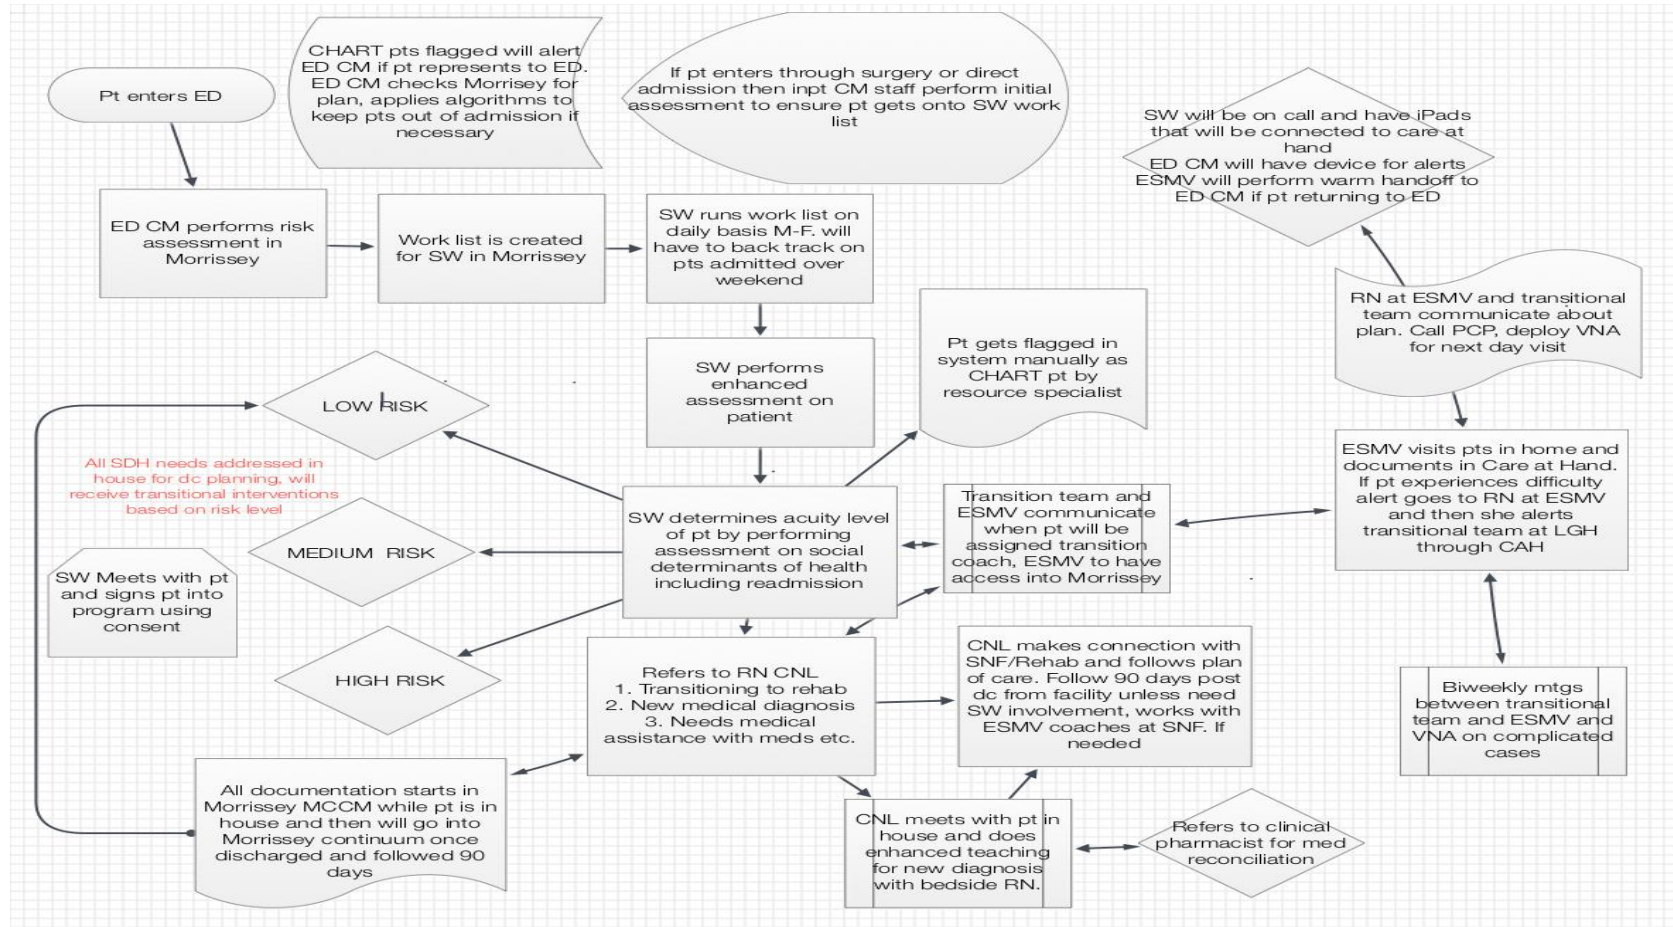 Pt enters ED
CHART pts flagged will alert
ED CM if pt represents to ED.
ED CM checks Morrisey for
plan, applies algorithms to
keep pts out of admission if
necessary
If pt enters through surgery or direct
admission then inpt CM staff perform initial
assessment to ensure pt gets onto SW work
list
SW will be on call and have iPads
that will be connected to care at
hand
ED CM will have device for alerts
ESMV will perform warm handoff to
ED CM if pt returning to ED
ED CM performs risk
assessment in
Morrissey
Work list is created
for SW in Morrissey
SW runs work list on
daily basis M-F. will
have to back track on
pts admitted over
weekend
RN at ESMV and transitional
team communicate about
plan. Call PCP, deploy VNA
for next day visit
SW performs
enhanced
assessment on
patient
Pt gets flagged in
system manually as
CHART pt by
resource specialist
LOW RISK
All SDH needs addressed in
house for dc planning, will
receive transitional interventions
based on risk level
MEDIUM RISK
SW Meets with pt
and signs pt into
program using
consent
HIGH RISK
SW determines acuity level
of pt by performing
assessment on social
determinants of health
including readmission
Transition team and
ESMV communicate
when pt will be
assigned transition
coach, ESMV to have
access into Morrissey
ESMV visits pts in home and
documents in Care at Hand.
If pt experiences difficulty
alert goes to RN at ESMV
and then she alerts
transitional team at LGH
through CAH
Refers to RN CNL
1. Transitioning to rehab
2. New medical diagnosis
3. Needs medical
assistance with meds etc.
CNL makes connection with
SNF/Rehab and follows plan
of care. Follow 90 days post
dc from facility unless need
SW involvement, works with
ESMV coaches at SNF. If
needed
Biweekly mtgs
between transitional
team and ESMV and
VNA on complicated
cases
All documentation starts in
Morrissey MCCM while pt is in
house and then will go into
Morrissey continuum once
discharged and followed 90
days
CNL meets with pt in
house and does
enhanced teaching
for new diagnosis
with bedside RN.
Refers to clinical
pharmacist for med
reconciliation